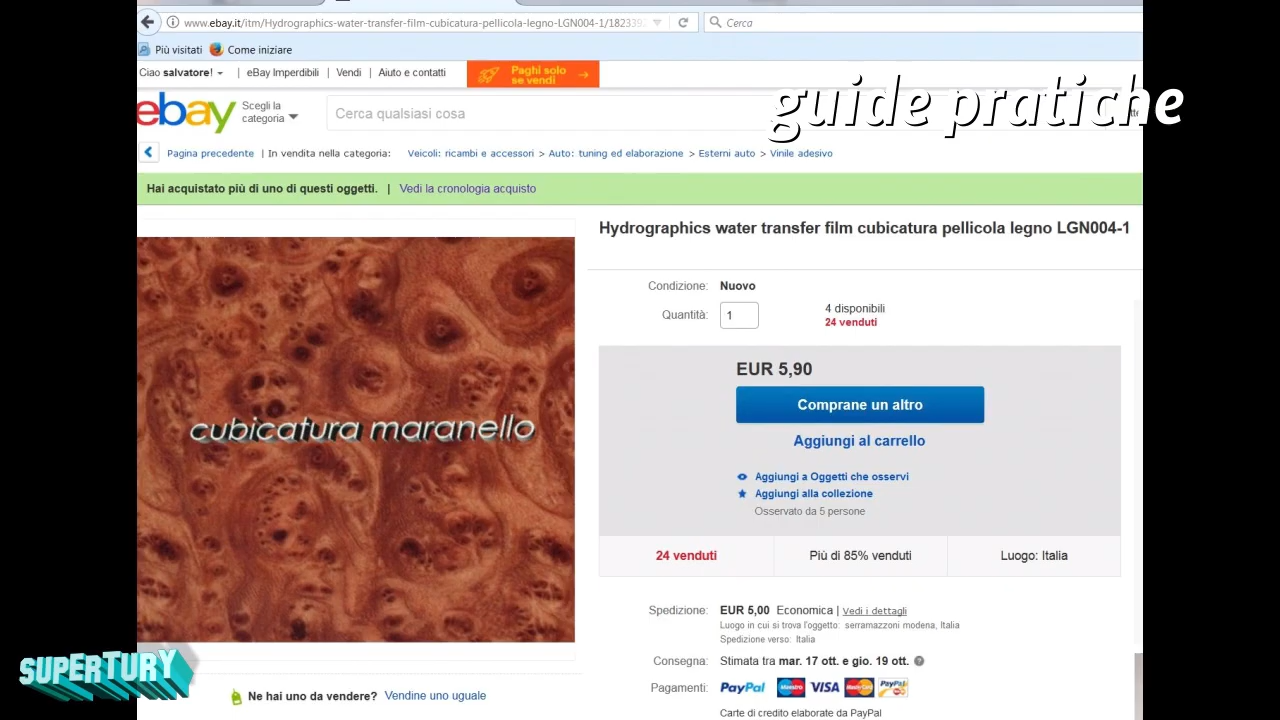 www.ebay.it/itm/Hydrographics-water-transfer-film-cubicatura-pellicola-legno-LGN004-1/18233
Cerca
Più visitati Come iniziare
Ciao salvatore! | eBay Imperdibili | Vendi | Aiuto e contatti
Paghi solo
se vendi
guide pratiche
ebay
Scegli la
categoria
Cerca qualsiasi cosa
Pagina precedente | In vendita nella categoria: Veicoli: ricambi e accessori > Auto: tuning ed elaborazione > Esterni auto > Vinile adesivo
Hai acquistato più di uno di questi oggetti. | Vedi la cronologia acquisto
Hydrographics water transfer film cubicatura pellicola legno LGN004-1
Condizione: Nuovo
Quantità: 1
4 disponibili
24 venduti
EUR 5,90
Comprane un altro
Aggiungi al carrello
Aggiungi a Oggetti che osservi
Aggiungi alla collezione
Osservato da 5 persone
24 venduti
Più di 85% venduti
Luogo: Italia
cubicatura maranello
Spedizione: EUR 5,00 Economica | Vedi i dettagli
Luogo in cui si trova l'oggetto: serramazzoni modena, Italia
Spedizione verso: Italia
Consegna: Stimata tra mar. 17 ott. e gio. 19 ott. ?
Pagamenti: PayPal Maestro VISA MasterCard PayPal
Carte di credito elaborate da PayPal
Ne hai uno da vendere? Vendine uno uguale
SUPERTURY